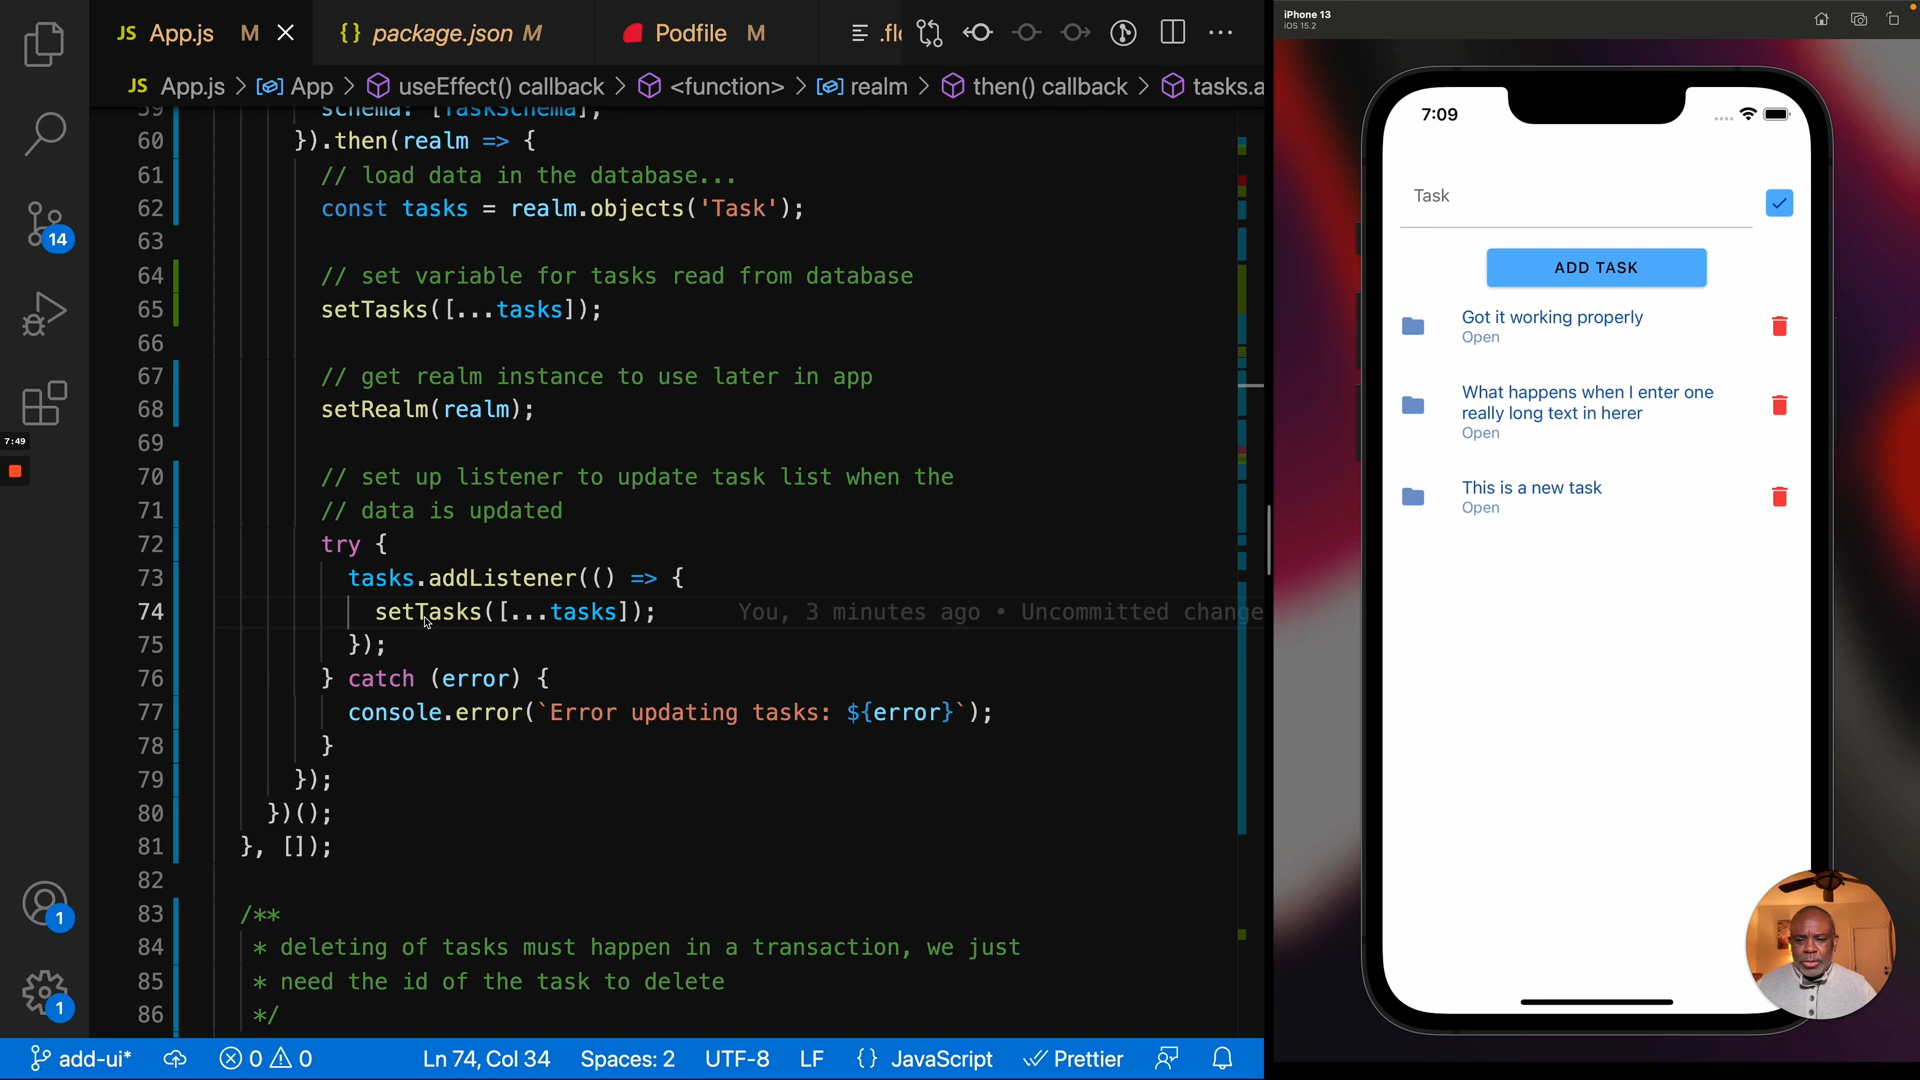 JS App.js M
{} package.json M
Podfile M
.flo
JS App.js > App > useEffect() callback > <function> > realm > then() callback > tasks.a
59 schema: [TaskSchema],
60 }).then(realm => {
61 // load data in the database...
62 const tasks = realm.objects('Task');
63
64 // set variable for tasks read from database
65 setTasks([...tasks]);
66
67 // get realm instance to use later in app
68 setRealm(realm);
69
70 // set up listener to update task list when the
71 // data is updated
72 try {
73 tasks.addListener(() => {
74 setTasks([...tasks]); You, 3 minutes ago • Uncommitted change
75 });
76 } catch (error) {
77 console.error(`Error updating tasks: ${error}`);
78 }
79 });
80 })();
81 }, []);
82
83 /**
84 * deleting of tasks must happen in a transaction, we just
85 * need the id of the task to delete
86 */
14
7:49
1
1
add-ui* 0 0 Ln 74, Col 34 Spaces: 2 UTF-8 LF {} JavaScript Prettier
iPhone 13
iOS 15.2
7:09
Task
ADD TASK
Got it working properly
Open
What happens when I enter one
really long text in herer
Open
This is a new task
Open